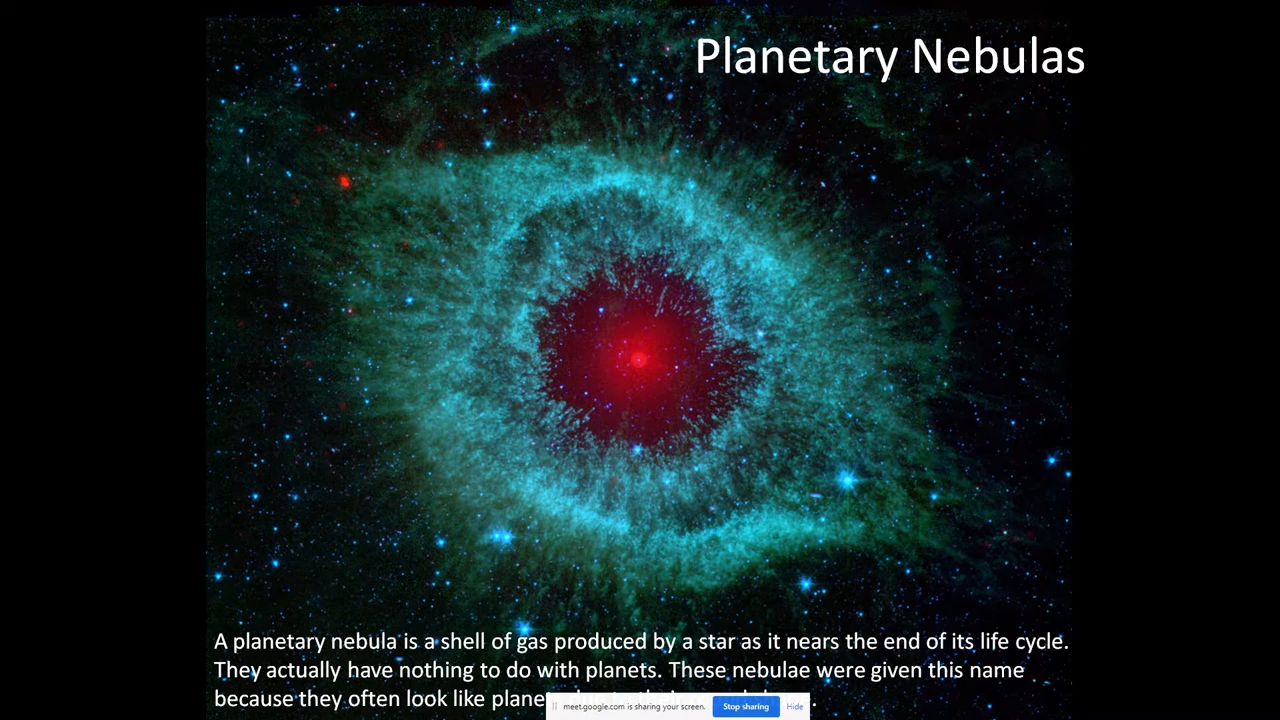 Planetary Nebulas
A planetary nebula is a shell of gas produced by a star as it nears the end of its life cycle.
They actually have nothing to do with planets. These nebulae were given this name
because they often look like
meet.google.com is sharing your screen.
Stop sharing
Hide